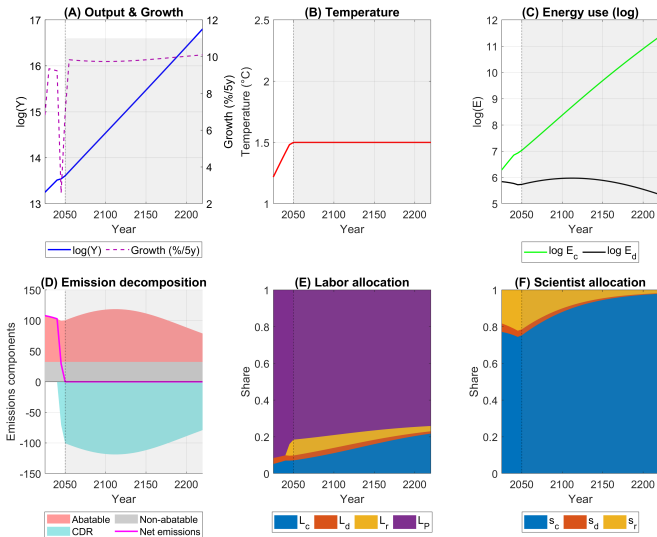 (A) Output & Growth
17
16
15
14
13
log(Y)
12
10
8
6
4
2
Growth (%/5y)
2050 2100 2150 2200
Year
log(Y) Growth (%/5y)
(B) Temperature
2.5
2
1.5
1
Temperature (°C)
2050 2100 2150 2200
Year
(C) Energy use (log)
12
11
10
9
8
7
6
5
log(E)
2050 2100 2150 2200
Year
log E_c log E_d
(D) Emission decomposition
150
100
50
0
-50
-100
-150
Emissions components
2050 2100 2150 2200
Year
Abatable Non-abatable
CDR Net emissions
(E) Labor allocation
1
0.8
0.6
0.4
0.2
0
Share
2050 2100 2150 2200
Year
L_c L_d L_r L_P
(F) Scientist allocation
1
0.8
0.6
0.4
0.2
0
Share
2050 2100 2150 2200
Year
s_c s_d s_r